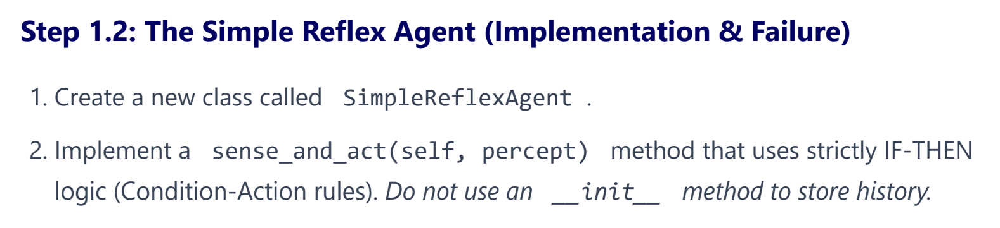 Step 1.2: The Simple Reflex Agent (Implementation & Failure)
1. Create a new class called SimpleReflexAgent .
2. Implement a sense_and_act(self, percept) method that uses strictly IF-THEN
logic (Condition-Action rules). Do not use an __init__ method to store history.